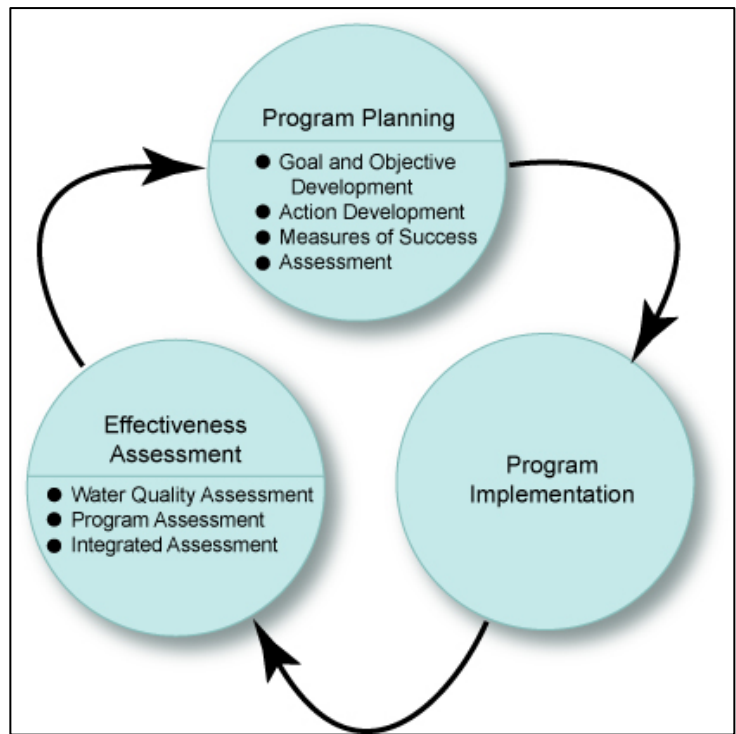 Program Planning
● Goal and Objective
Development
● Action Development
● Measures of Success
● Assessment
Effectiveness
Assessment
● Water Quality Assessment
● Program Assessment
● Integrated Assessment
Program
Implementation